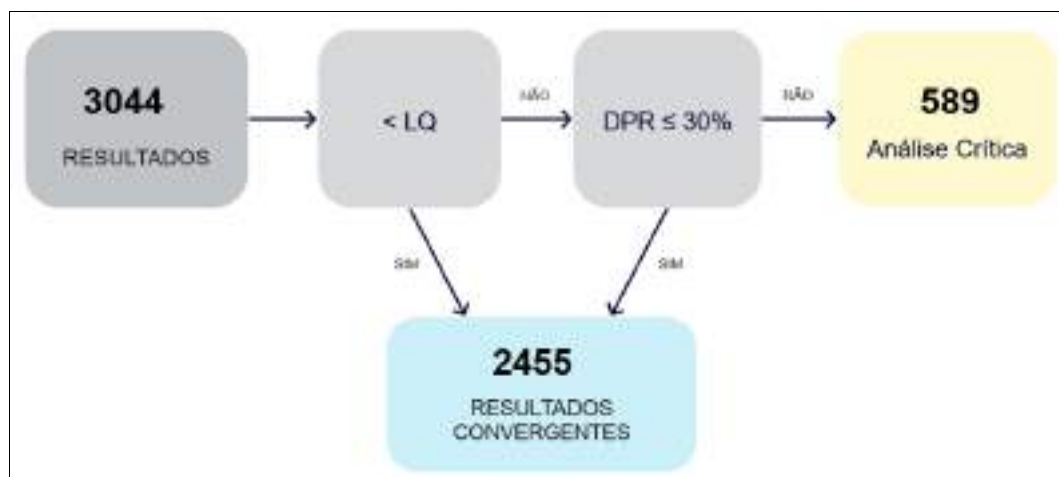 3044
RESULTADOS
< LQ
NÃO
DPR ≤ 30%
NÃO
589
Análise Crítica
SIM
SIM
2455
RESULTADOS
CONVERGENTES